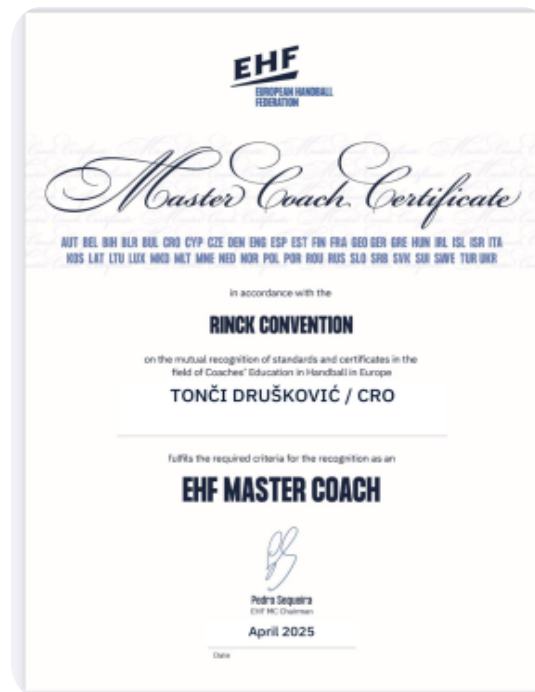 EHF
EUROPEAN HANDBALL
FEDERATION
Master Coach Certificate
AUT BEL BIH BLR BUL CRO CYP CZE DEN ENG ESP EST FIN FRA GEO GER GRE HUN IRL ISL ISR ITA
KOS LAT LTU LUX MKD MLT MNE NED NOR POL POR ROU RUS SLO SRB SVK SUI SWE TUR UKR
in accordance with the
RINCK CONVENTION
on the mutual recognition of standards and certificates in the
field of Coaches' Education in Handball in Europe
TONČI DRUŠKOVIĆ / CRO
fulfils the required criteria for the recognition as an
EHF MASTER COACH
Pedro Sequeira
EHF MC Chairman
April 2025
Date